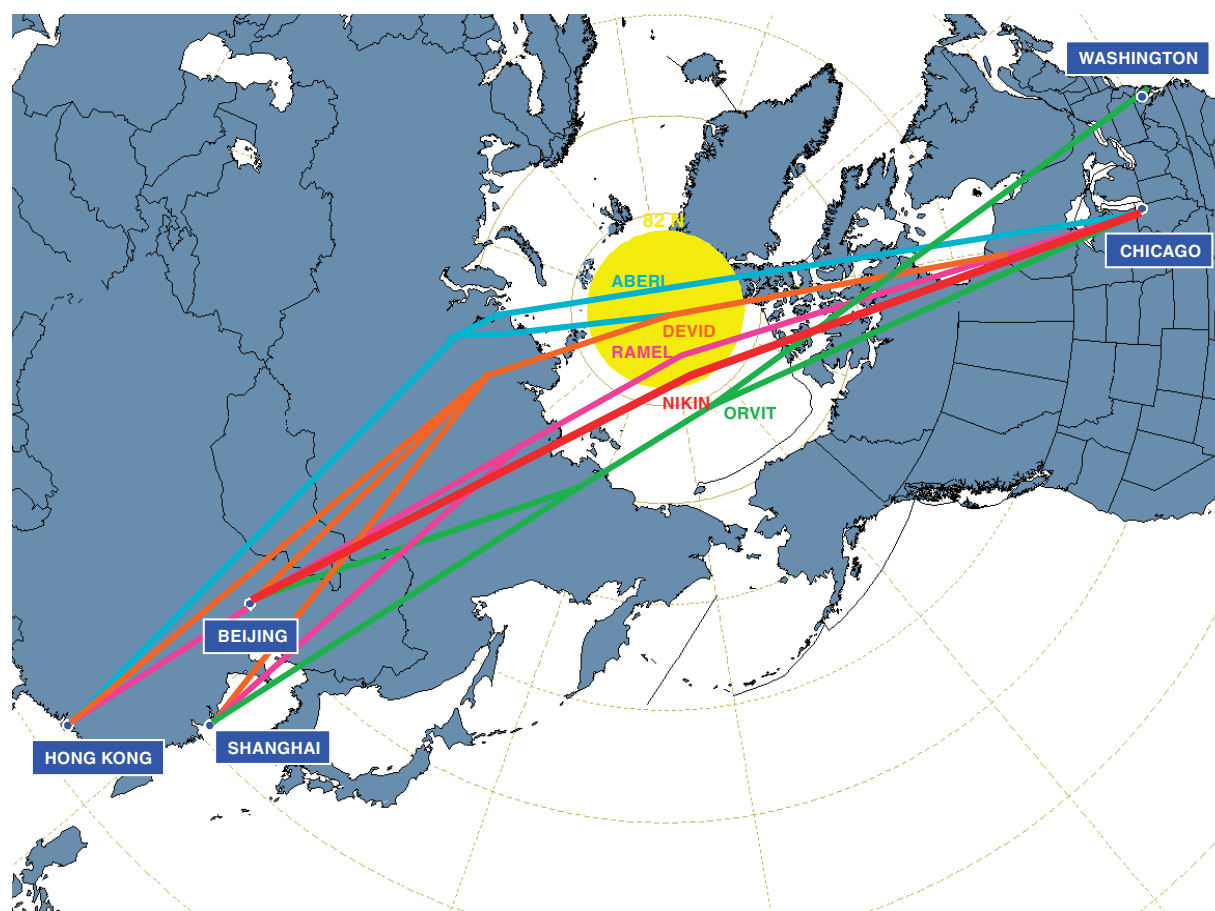 WASHINGTON
82 N
CHICAGO
ABERI
DEVID
RAMEL
NIKIN
ORVIT
BEIJING
SHANGHAI
HONG KONG